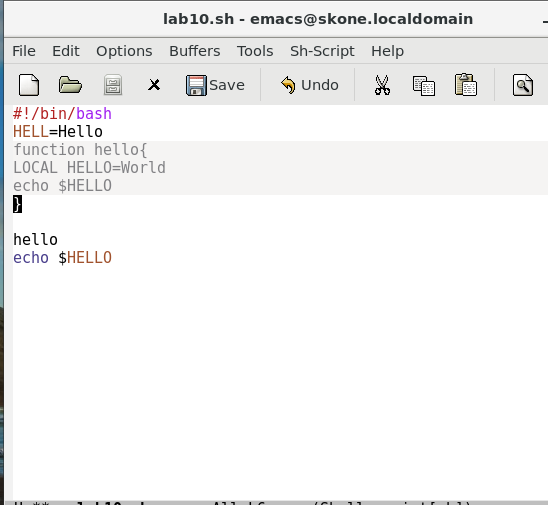 lab10.sh - emacs@skone.localdomain
File Edit Options Buffers Tools Sh-Script Help
Save Undo
#!/bin/bash
HELL=Hello
function hello{
LOCAL HELLO=World
echo $HELLO
}
hello
echo $HELLO